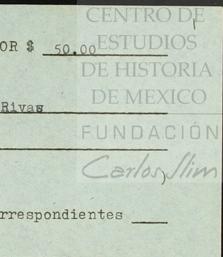 CENTRO DE
ESTUDIOS
OR $ 50.00
DE HISTORIA
DE MEXICO
Rivas
FUNDACIÓN
Carlos Slim
)
rrespondientes